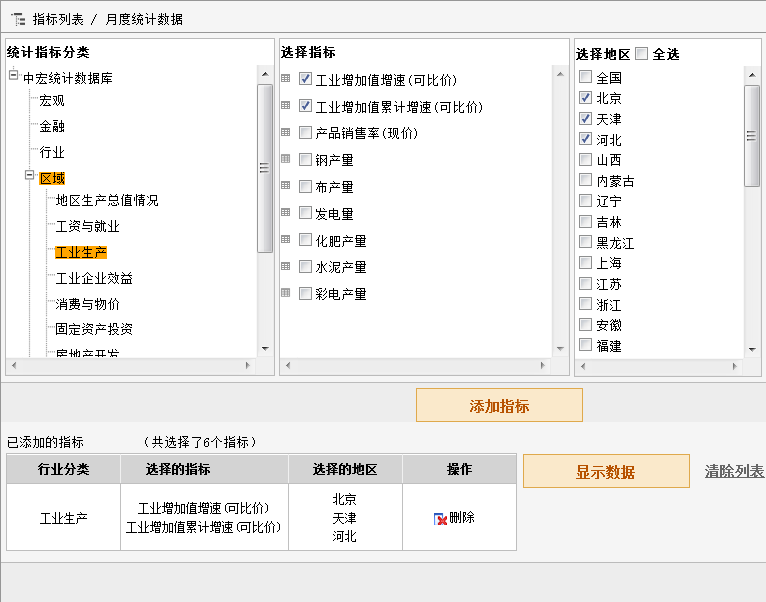 指标列表 / 月度统计数据
统计指标分类
中宏统计数据库
宏观
金融
行业
区域
地区生产总值情况
工资与就业
工业生产
工业企业效益
消费与物价
固定资产投资
房地产开发
选择指标
工业增加值增速(可比价)
工业增加值累计增速(可比价)
产品销售率(现价)
钢产量
布产量
发电量
化肥产量
水泥产量
彩电产量
选择地区 全选
全国
北京
天津
河北
山西
内蒙古
辽宁
吉林
黑龙江
上海
江苏
浙江
安徽
福建
添加指标
已添加的指标 （共选择了6个指标）
行业分类 选择的指标 选择的地区 操作
工业生产
工业增加值增速(可比价)
工业增加值累计增速(可比价)
北京
天津
河北
删除
显示数据
清除列表